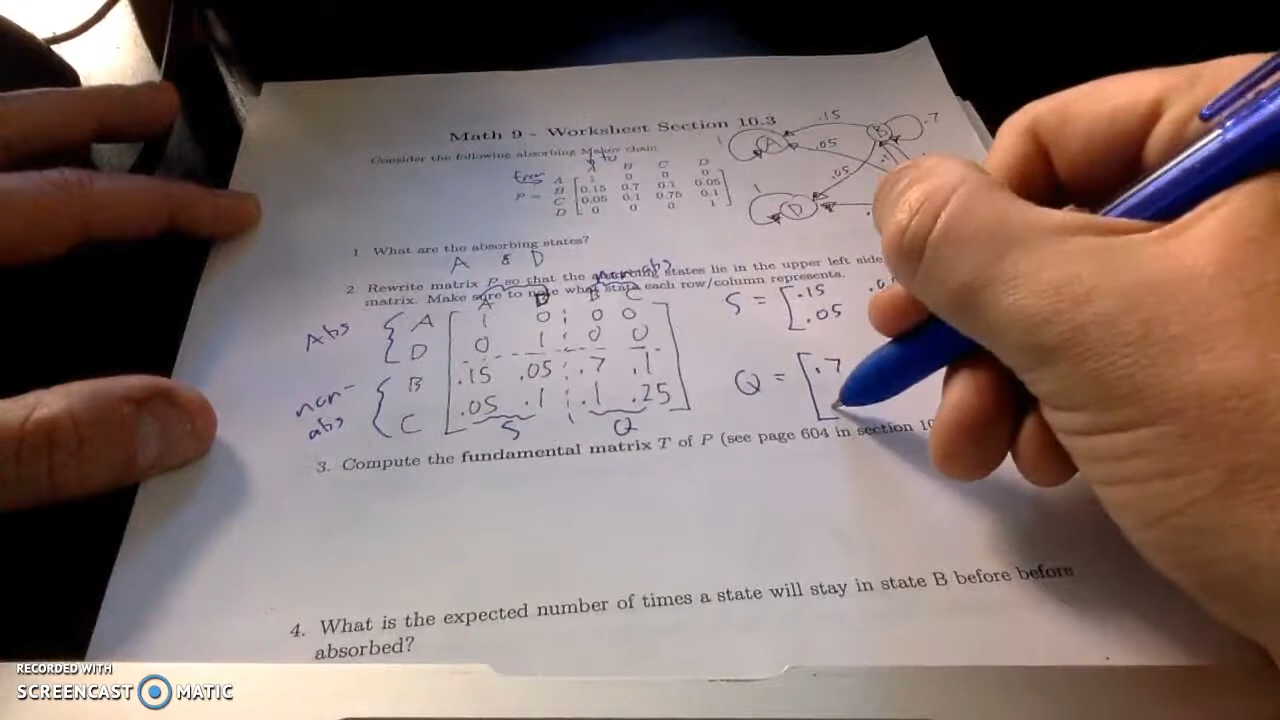 Math 9 - Worksheet Section 10.3
Consider the following absorbing Markov chain
to
from A B C D
A 1 0 0 0
B 0.15 0.7 0.1 0.05
P = C 0.05 0.1 0.75 0.1
D 0 0 0 1
1 A .15 B .7
.05
.05 .1
1 D
1 What are the absorbing states?
A & D
2 Rewrite matrix P so that the absorbing states lie in the upper left side
matrix. Make sure to note what state each row/column represents.
non-abs
A D B C
Abs { A 1 0 0 0
D 0 1 0 0
non-abs { B .15 .05 .7 .1
C .05 .1 .1 .25
S Q
S = [ .15 .0
.05
Q = [ .7
3. Compute the fundamental matrix T of P (see page 604 in section 10
4. What is the expected number of times a state will stay in state B before before
absorbed?
RECORDED WITH
SCREENCAST MATIC